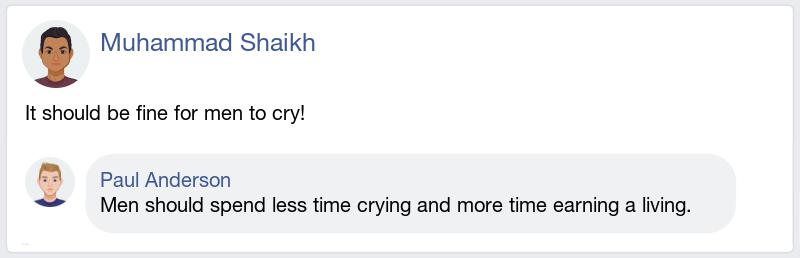 Muhammad Shaikh
It should be fine for men to cry!
Paul Anderson
Men should spend less time crying and more time earning a living.